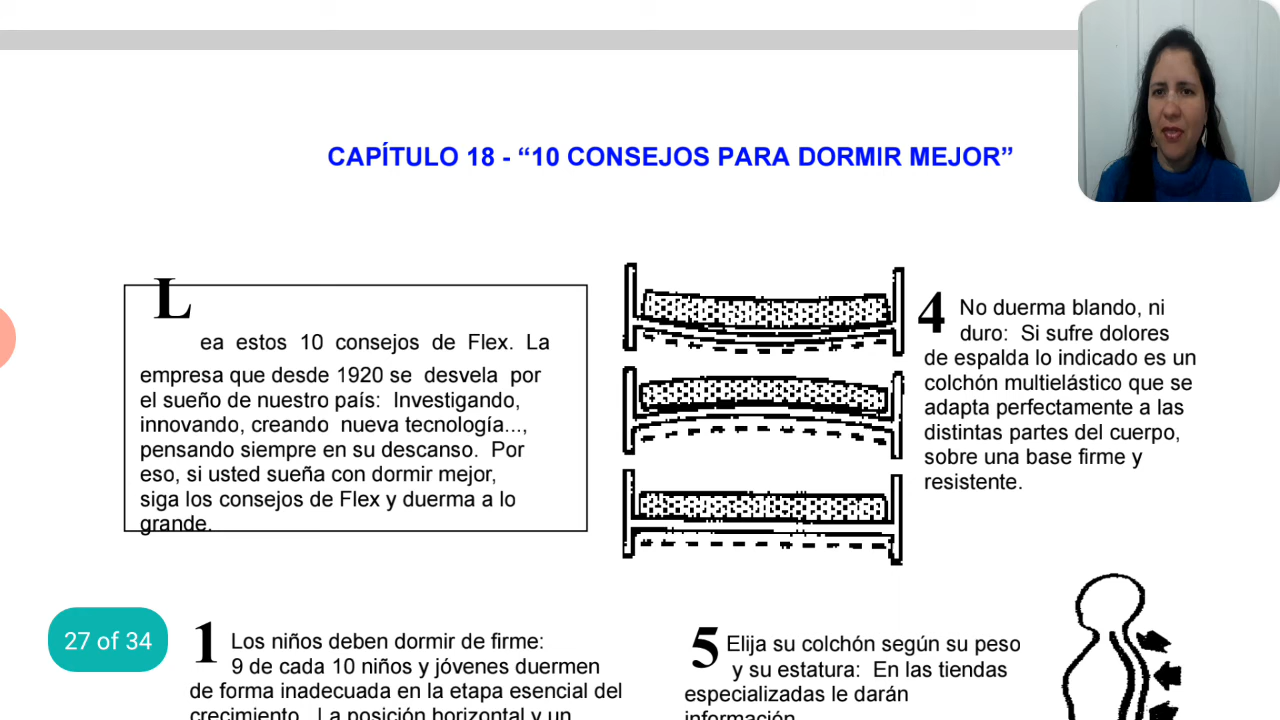 CAPÍTULO 18 - “10 CONSEJOS PARA DORMIR MEJOR”
L
ea estos 10 consejos de Flex. La
empresa que desde 1920 se desvela por
el sueño de nuestro país: Investigando,
innovando, creando nueva tecnología...,
pensando siempre en su descanso. Por
eso, si usted sueña con dormir mejor,
siga los consejos de Flex y duerma a lo
grande.
4 No duerma blando, ni
duro: Si sufre dolores
de espalda lo indicado es un
colchón multielástico que se
adapta perfectamente a las
distintas partes del cuerpo,
sobre una base firme y
resistente.
27 of 34
1 Los niños deben dormir de firme:
9 de cada 10 niños y jóvenes duermen
de forma inadecuada en la etapa esencial del
crecimiento. La posición horizontal y un
5 Elija su colchón según su peso
y su estatura: En las tiendas
especializadas le darán
información